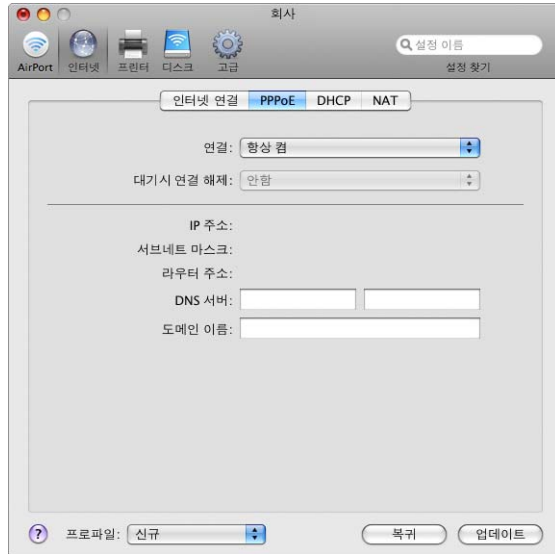 회사
AirPort 인터넷 프린터 디스크 고급
설정 이름
설정 찾기
인터넷 연결 PPPoE DHCP NAT
연결: 항상 켬
대기시 연결 해제: 안함
IP 주소:
서브네트 마스크:
라우터 주소:
DNS 서버:
도메인 이름:
? 프로파일: 신규 복귀 업데이트